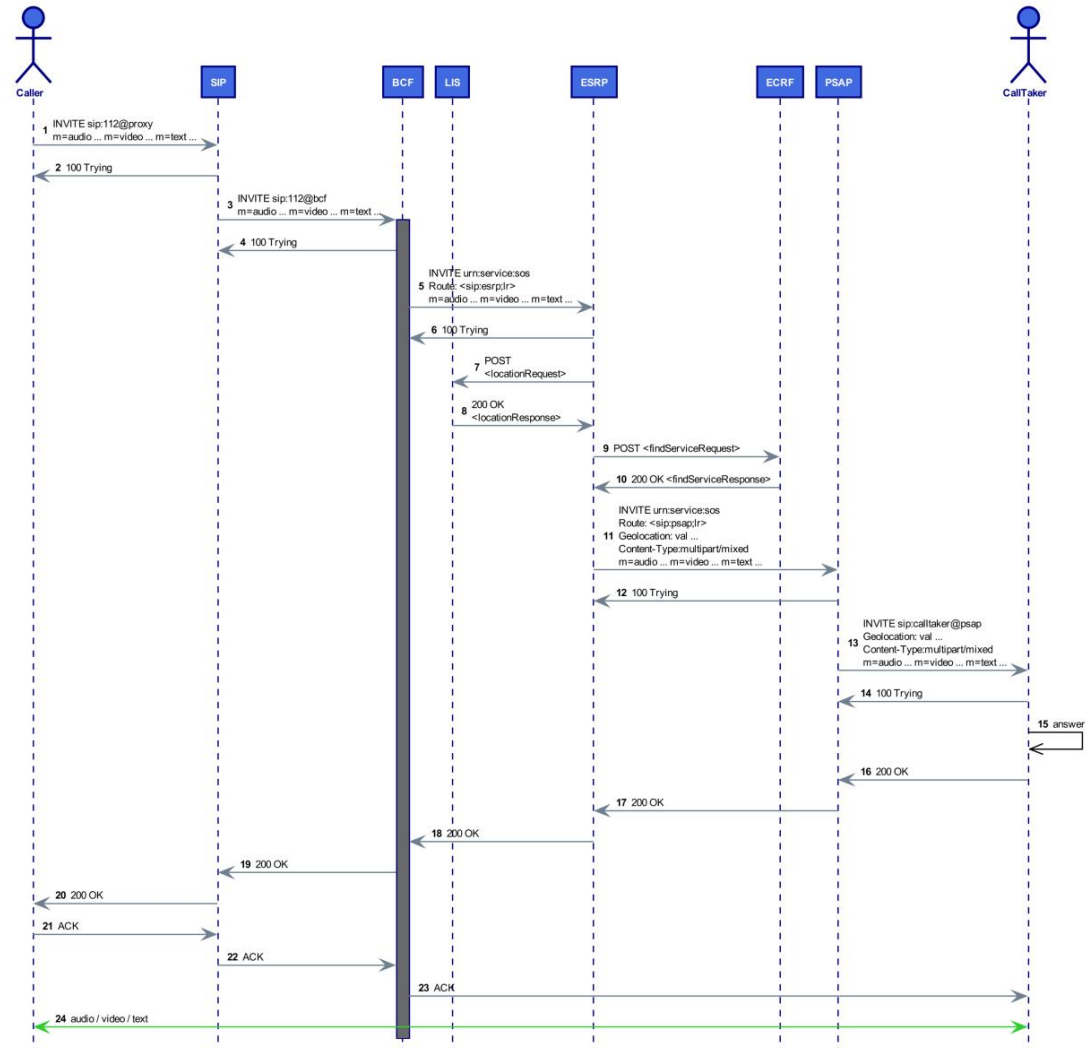 Caller
SIP
BCF
LIS
ESRP
ECRF
PSAP
CallTaker
1 INVITE sip:112@proxy
m=audio ... m=video ... m=text ...
2 100 Trying
3 INVITE sip:112@bcf
m=audio ... m=video ... m=text ...
4 100 Trying
INVITE urn:service:sos
5 Route: <sip:esrp;lr>
m=audio ... m=video ... m=text ...
6 100 Trying
7 POST
<locationRequest>
8 200 OK
<locationResponse>
9 POST <findServiceRequest>
10 200 OK <findServiceResponse>
INVITE urn:service:sos
Route: <sip:psap;lr>
11 Geolocation: val ...
Content-Type:multipart/mixed
m=audio ... m=video ... m=text ...
12 100 Trying
INVITE sip:calltaker@psap
13 Geolocation: val ...
Content-Type:multipart/mixed
m=audio ... m=video ... m=text ...
14 100 Trying
15 answer
16 200 OK
17 200 OK
18 200 OK
19 200 OK
20 200 OK
21 ACK
22 ACK
23 ACK
24 audio / video / text